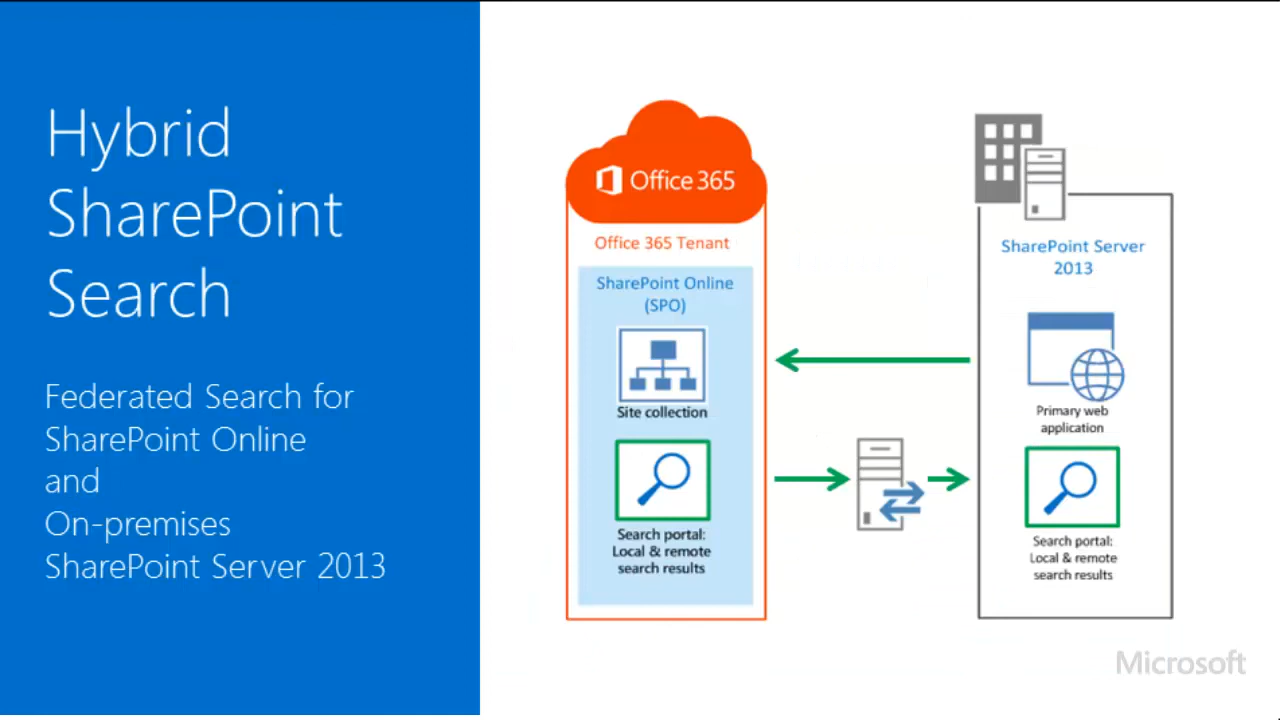 Hybrid
SharePoint
Search
Federated Search for
SharePoint Online
and
On-premises
SharePoint Server 2013
Office 365
Office 365 Tenant
SharePoint Online
(SPO)
Site collection
Search portal:
Local & remote
search results
SharePoint Server
2013
Primary web
application
Search portal:
Local & remote
search results
Microsoft